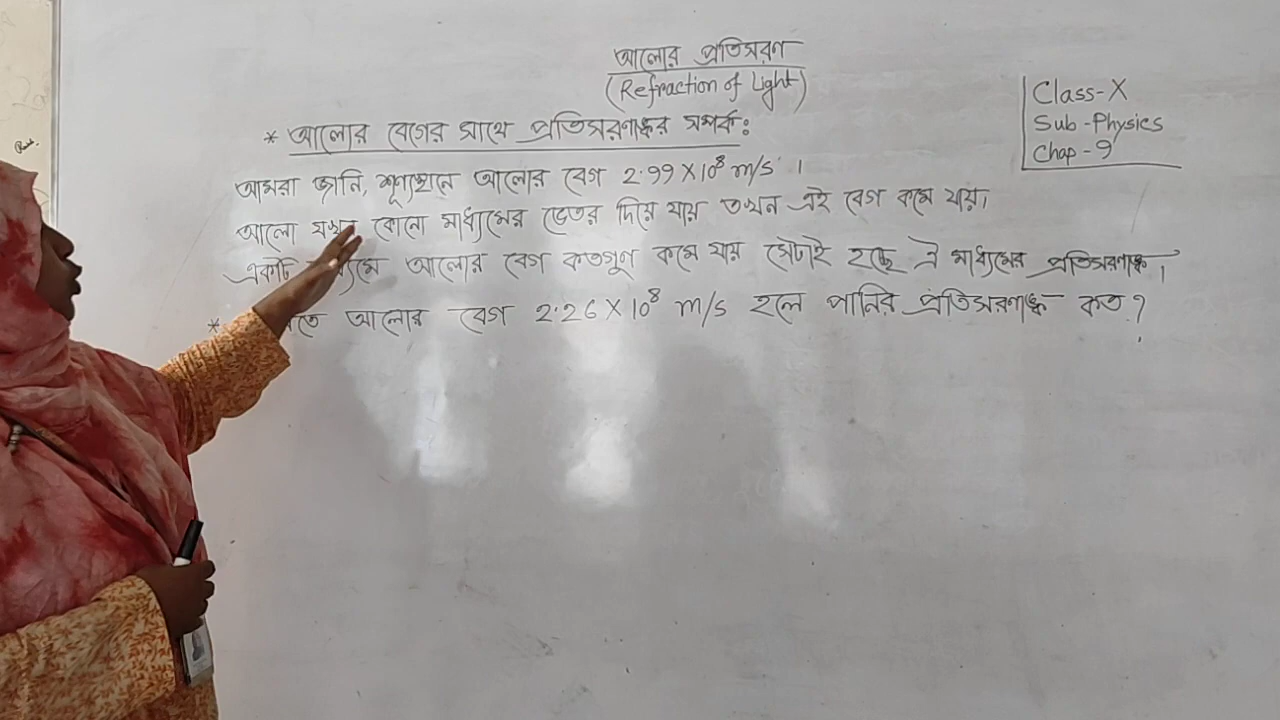 আলোর প্রতিসরণ
(Refraction of Light)
Class-X
Sub-Physics
Chap-9
* আলোর বেগের সাথে প্রতিসরণাঙ্কের সম্পর্ক:
আমরা জানি, শূণ্যস্থানে আলোর বেগ 2.99×10⁸ m/s ।
আলো যখন কোনো মাধ্যমের ভেতর দিয়ে যায় তখন এই বেগ কমে যায়।
একটি আলোর বেগ কতগুণ কমে যায় সেটাই হচ্ছে ঐ মাধ্যমের প্রতিসরণাঙ্ক।
* আলোর বেগ 2.26×10⁸ m/s হলে পানির প্রতিসরণাঙ্ক কত?